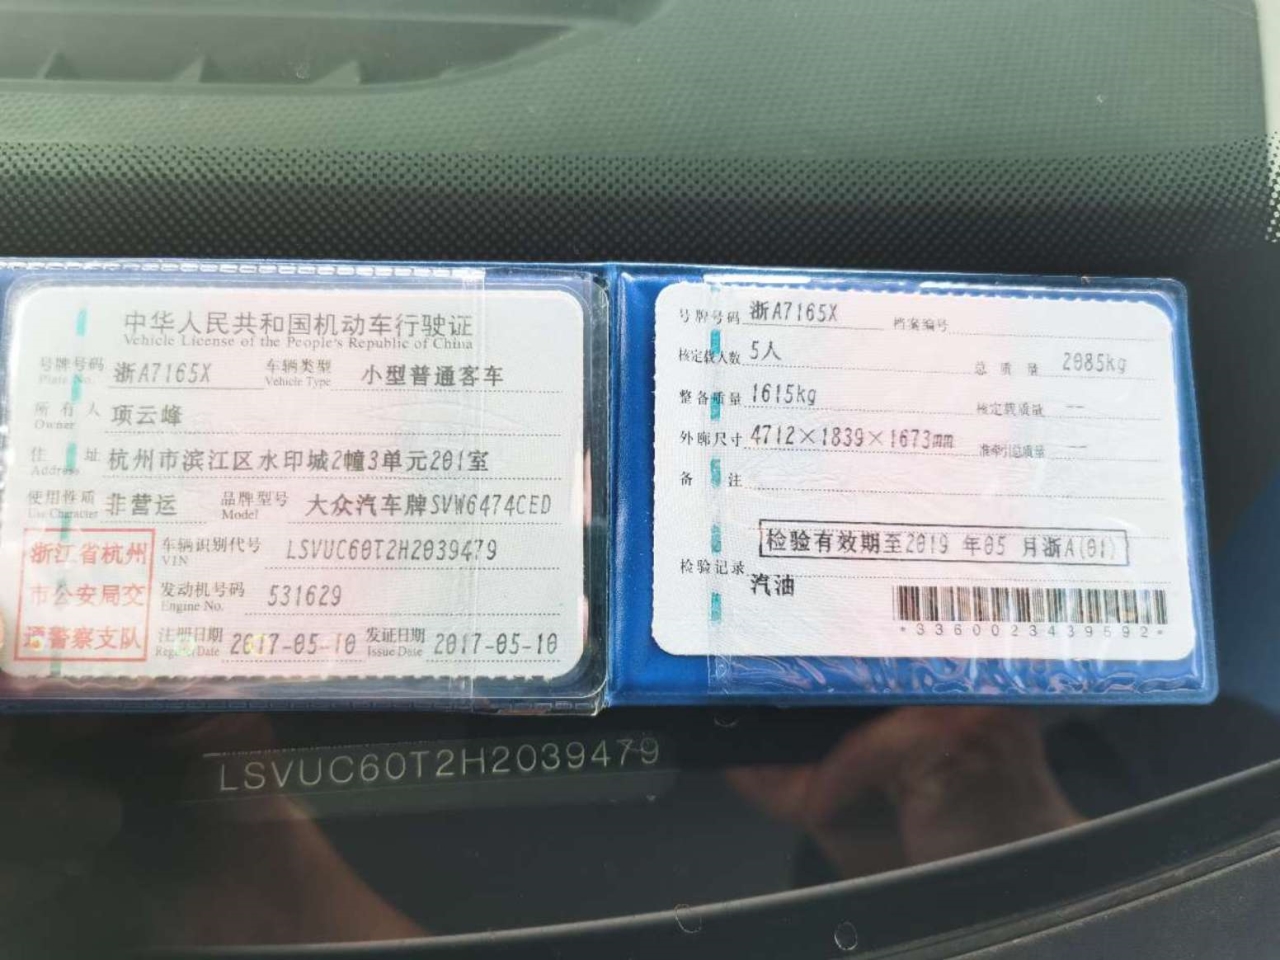 中华人民共和国机动车行驶证
Vehicle License of the People's Republic of China
号牌号码 Plate No. 浙A7165X 车辆类型 Vehicle Type 小型普通客车
所有人 Owner 项云峰
住址 Address 杭州市滨江区水印城2幢3单元201室
使用性质 Use Character 非营运 品牌型号 Model 大众汽车牌SVW6474CED
浙江省杭州市公安局交通警察支队
车辆识别代号 VIN LSVUC60T2H2039479
发动机号码 Engine No. 531629
注册日期 Register Date 2017-05-10 发证日期 Issue Date 2017-05-10
号牌号码 浙A7165X 档案编号
核定载人数 5人 总质量 2085kg
整备质量 1615kg 核定载质量 --
外廓尺寸 4712×1839×1673mm 准牵引总质量 --
备注
检验有效期至2019 年05 月浙A(01)
检验记录
汽油
*3360023439592*
LSVUC60T2H2039479